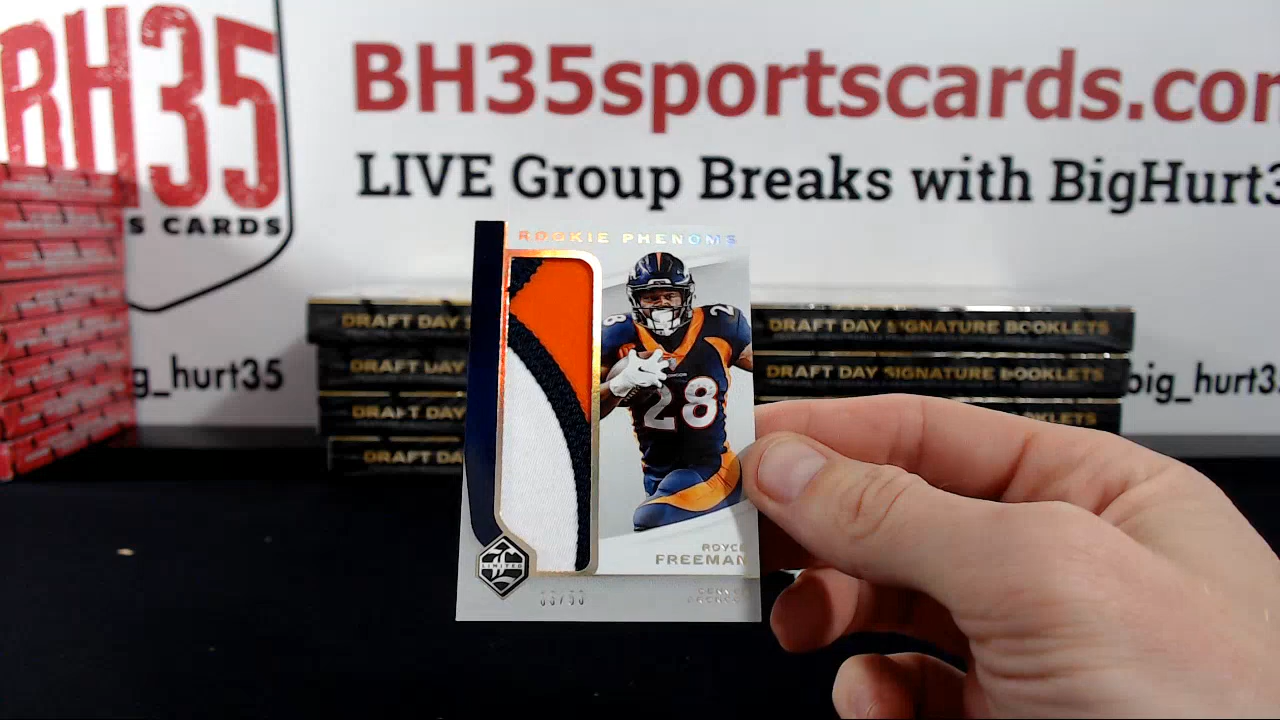 BH35
S CARDS
BH35sportscards.com
LIVE Group Breaks with BigHurt3
g_hurt35
big_hurt3
DRAFT DAY
DRAFT DAY
DRAFT DAY
DRAFT DAY
DRAFT DAY SIGNATURE BOOKLETS
DRAFT DAY SIGNATURE BOOKLETS
BOOKLETS
ROOKIE PHENOMS
28
28
ROYCE
FREEMAN
LIMITED